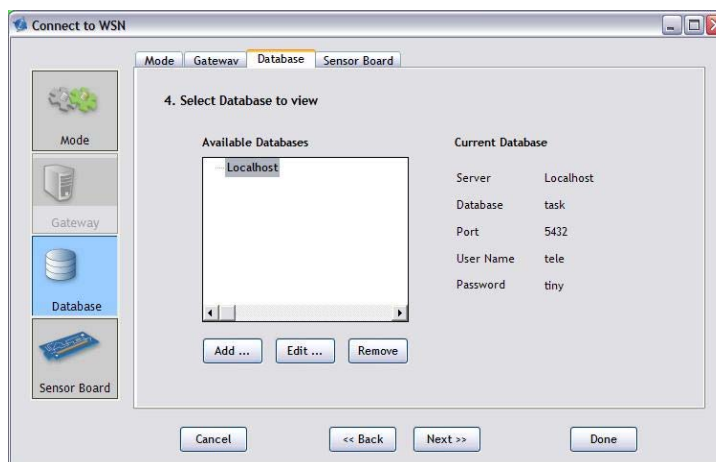 Connect to WSN
Mode Gateway Database Sensor Board
4. Select Database to view
Mode
Gateway
Database
Sensor Board
Available Databases
Localhost
Add ... Edit ... Remove
Current Database
Server Localhost
Database task
Port 5432
User Name tele
Password tiny
Cancel << Back Next >> Done